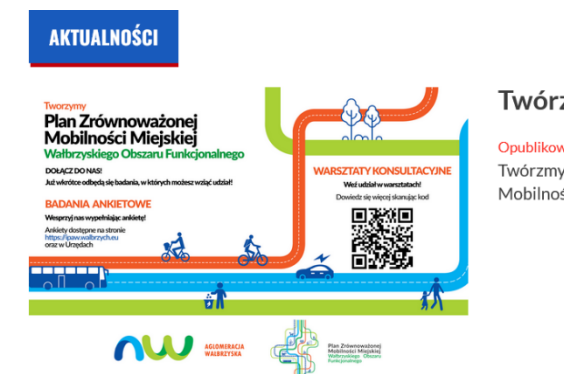 AKTUALNOŚCI
Tworzymy
Plan Zrównoważonej
Mobilności Miejskiej
Wałbrzyskiego Obszaru Funkcjonalnego
DOŁĄCZ DO NAS!
Już wkrótce odbędą się badania, w których możesz wziąć udział!
BADANIA ANKIETOWE
Wesprzyj nas wypełniając ankietę!
Ankiety dostępne na stronie
https://ipaw.walbrzych.eu
oraz w Urzędach
WARSZTATY KONSULTACYJNE
Weź udział w warsztatach!
Dowiedz się więcej skanując kod
AGLOMERACJA
WAŁBRZYSKA
Plan Zrównoważonej
Mobilności Miejskiej
Wałbrzyskiego Obszaru
Funkcjonalnego
Twórz
Opublikow
Twórzmy
Mobilnoś